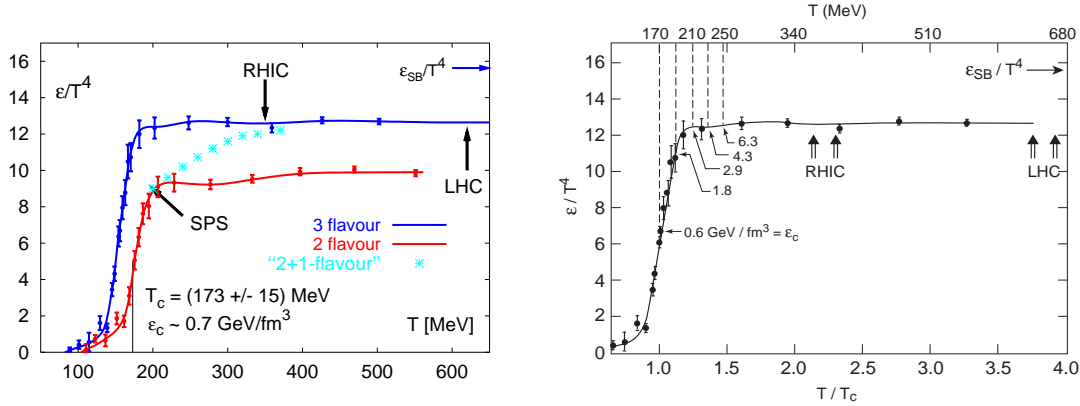 ε/T⁴
16
14
12
10
8
6
4
2
0
100 200 300 400 500 600
RHIC
ε_SB/T⁴
LHC
SPS
3 flavour
2 flavour
"2+1-flavour"
T_c = (173 +/- 15) MeV
ε_c ~ 0.7 GeV/fm³
T [MeV]
T (MeV)
170 210 250 340 510 680
16
14
12
10
8
6
4
2
0
ε / T⁴
ε_SB / T⁴
6.3
4.3
2.9
1.8
RHIC
LHC
0.6 GeV / fm³ = ε_c
1.0 1.5 2.0 2.5 3.0 3.5 4.0
T / T_c